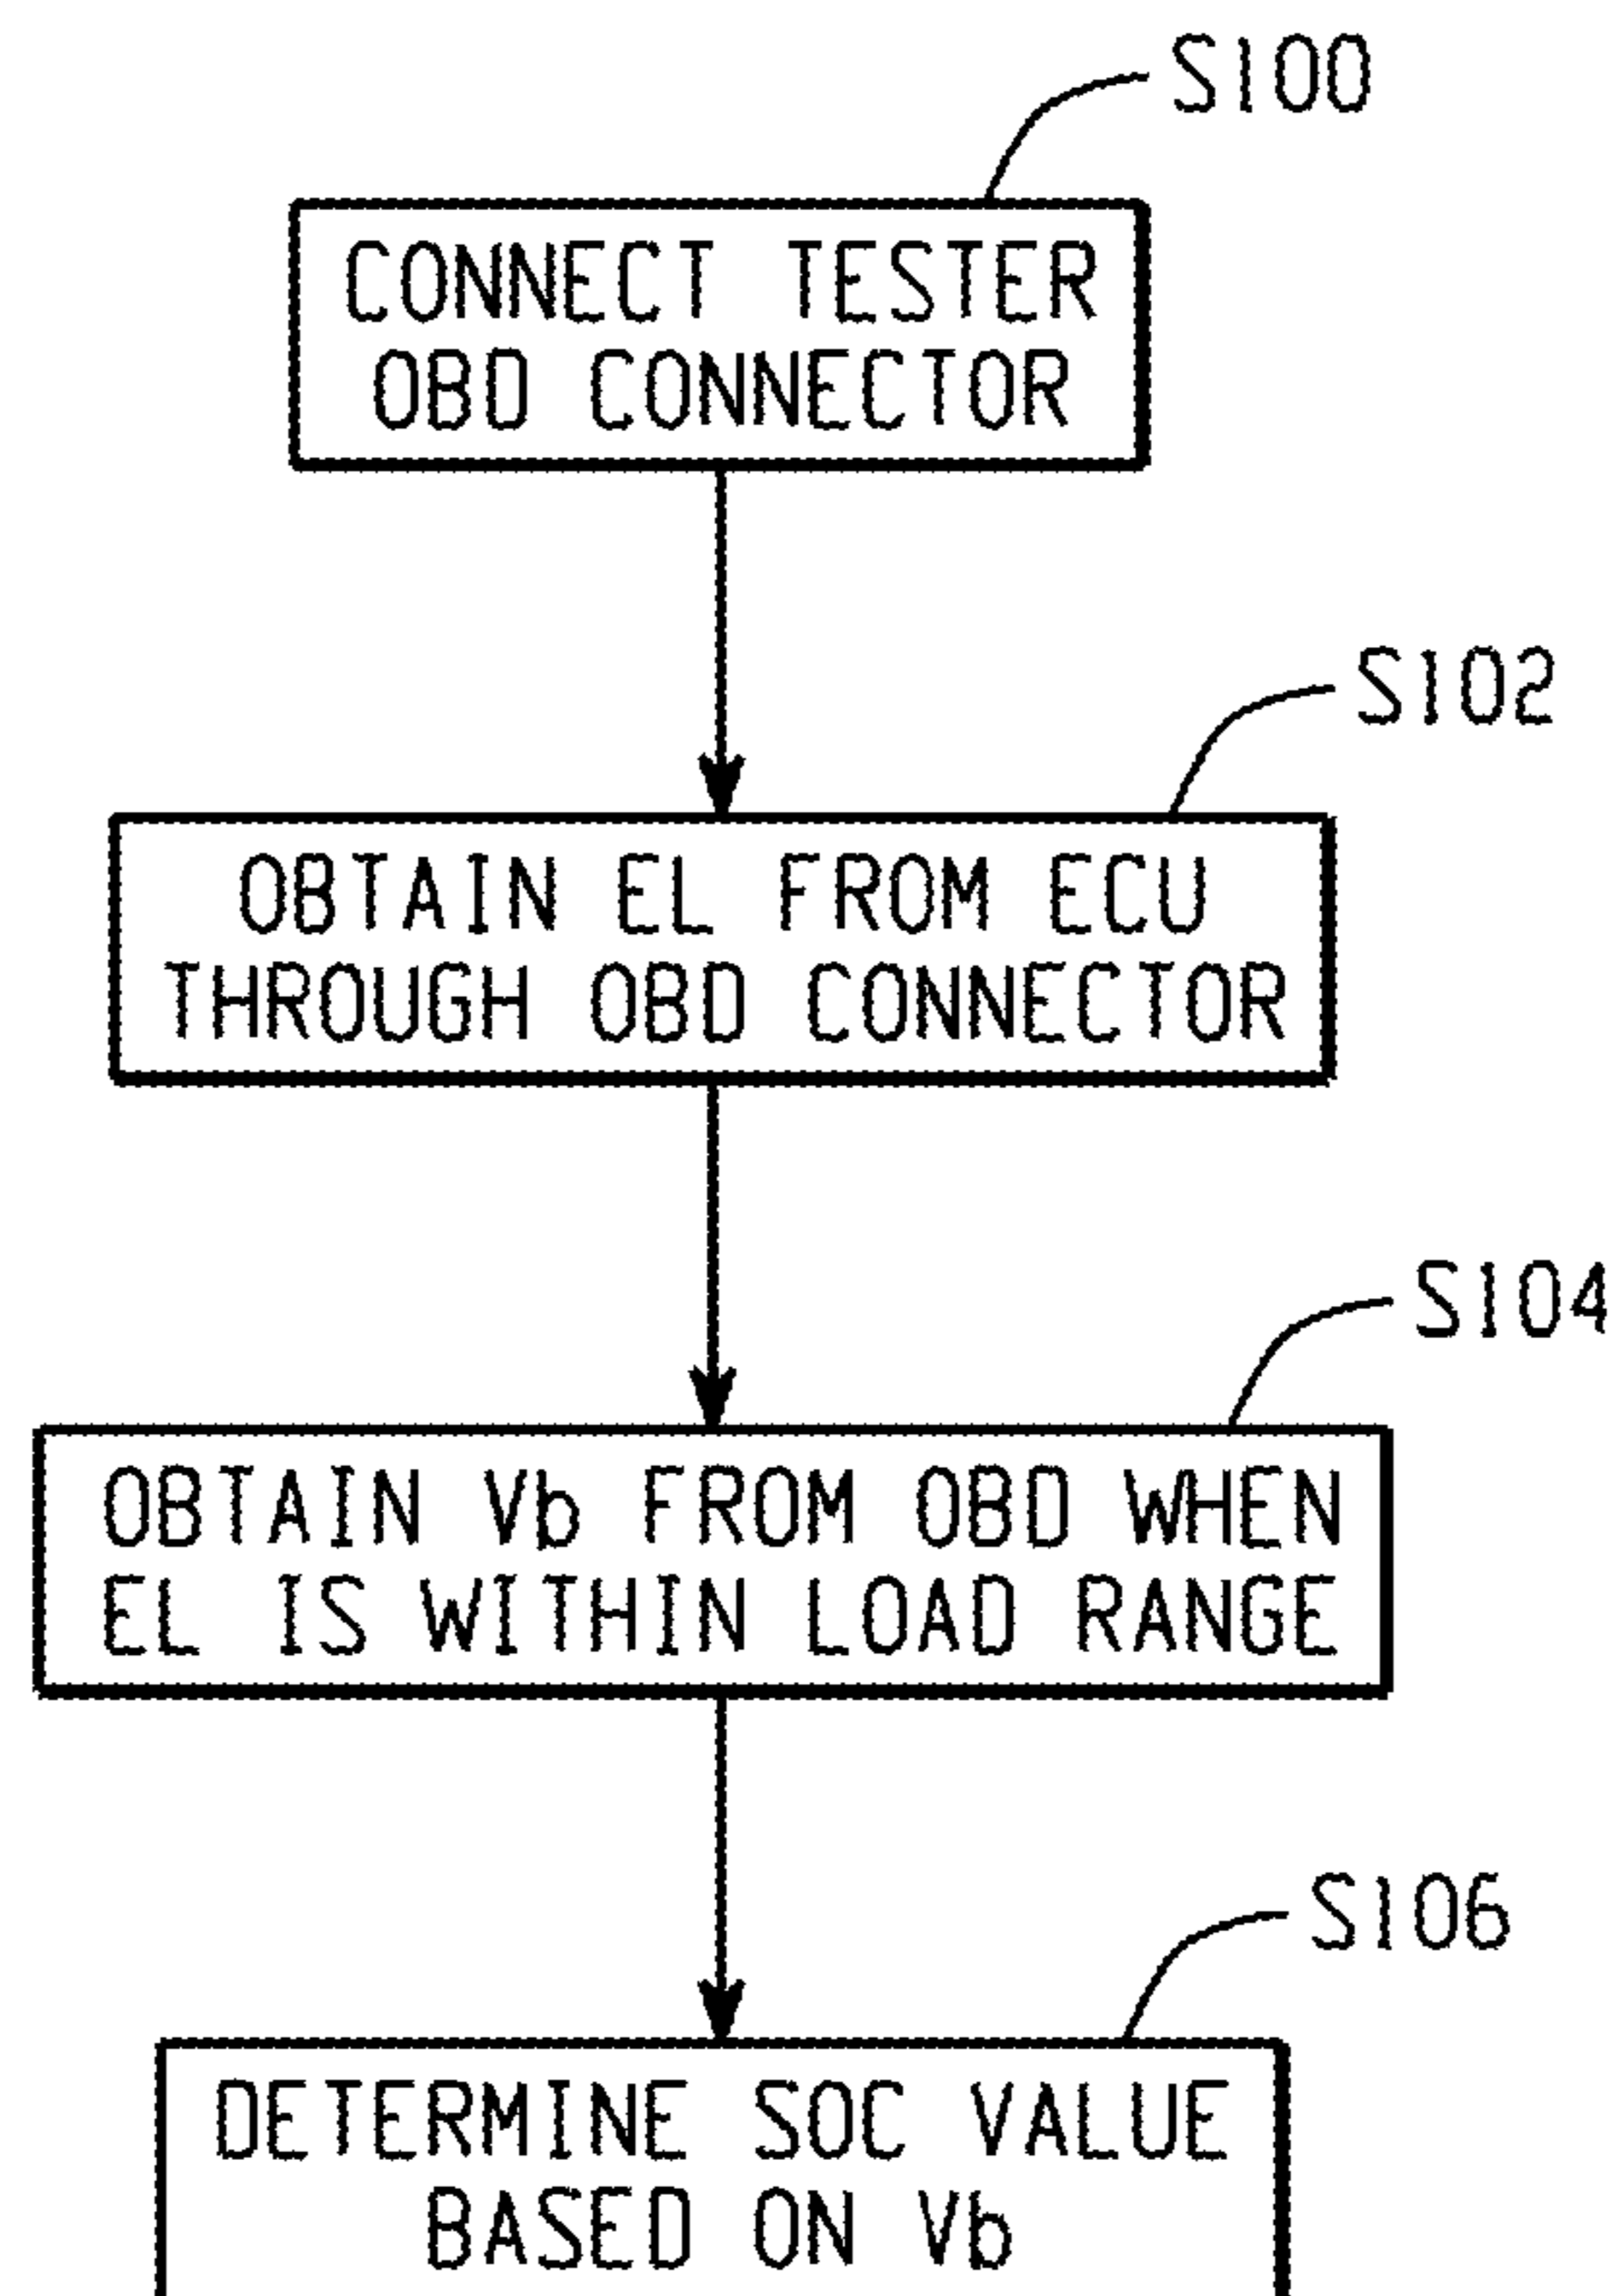 S100
CONNECT TESTER
OBD CONNECTOR
S102
OBTAIN EL FROM ECU
THROUGH OBD CONNECTOR
S104
OBTAIN Vb FROM OBD WHEN
EL IS WITHIN LOAD RANGE
S106
DETERMINE SOC VALUE
BASED ON Vb